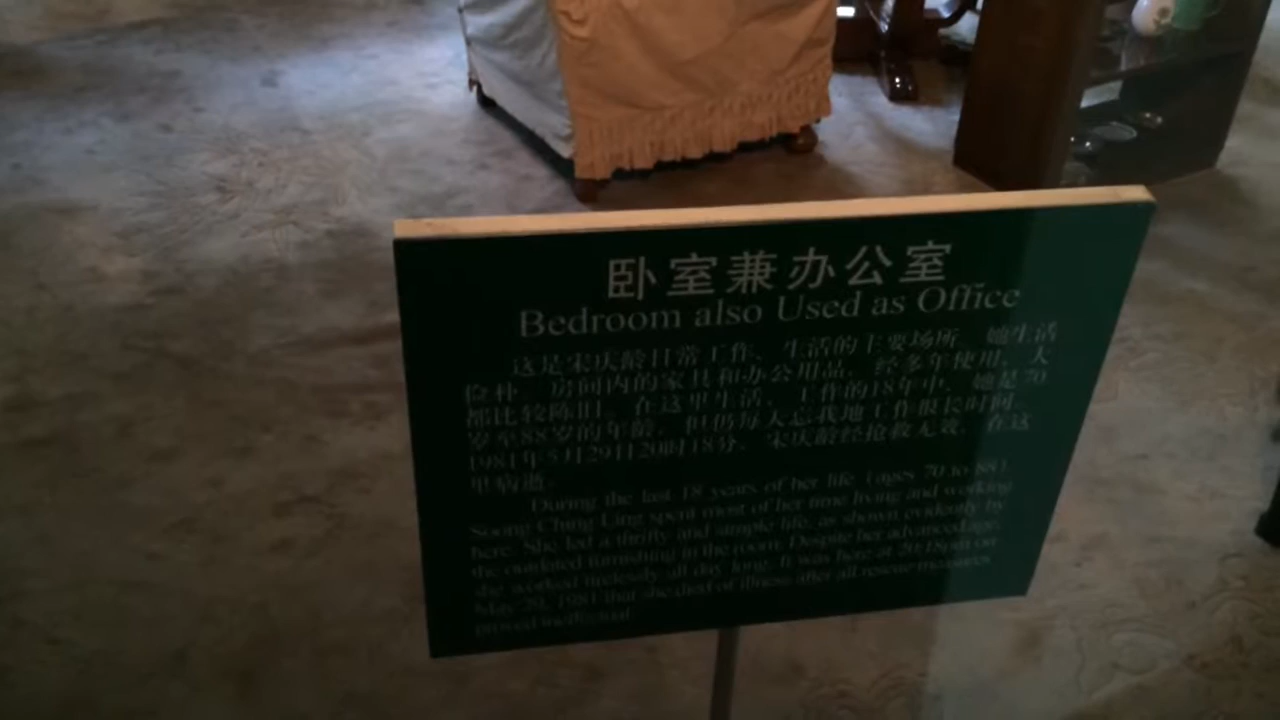 卧室兼办公室
Bedroom also Used as Office
这是宋庆龄日常工作、生活的主要场所。她生活
俭朴，房间内的家具和办公用品，经多年使用，大
都比较陈旧。在这里生活、工作的18年中，她是70
岁至88岁的年龄，但仍每天忘我地工作很长时间。
1981年5月29日20时18分，宋庆龄经抢救无效，在这
里病逝。
During the last 18 years of her life (ages 70 to 88),
Soong Ching Ling spent most of her time living and working
here. She led a thrifty and simple life, as shown evidently by
the outdated furnishing in the room. Despite her advanced age,
she worked tirelessly all day long. It was here at 20:18pm on
May 29, 1981 that she died of illness after all rescue measures
proved ineffectual.